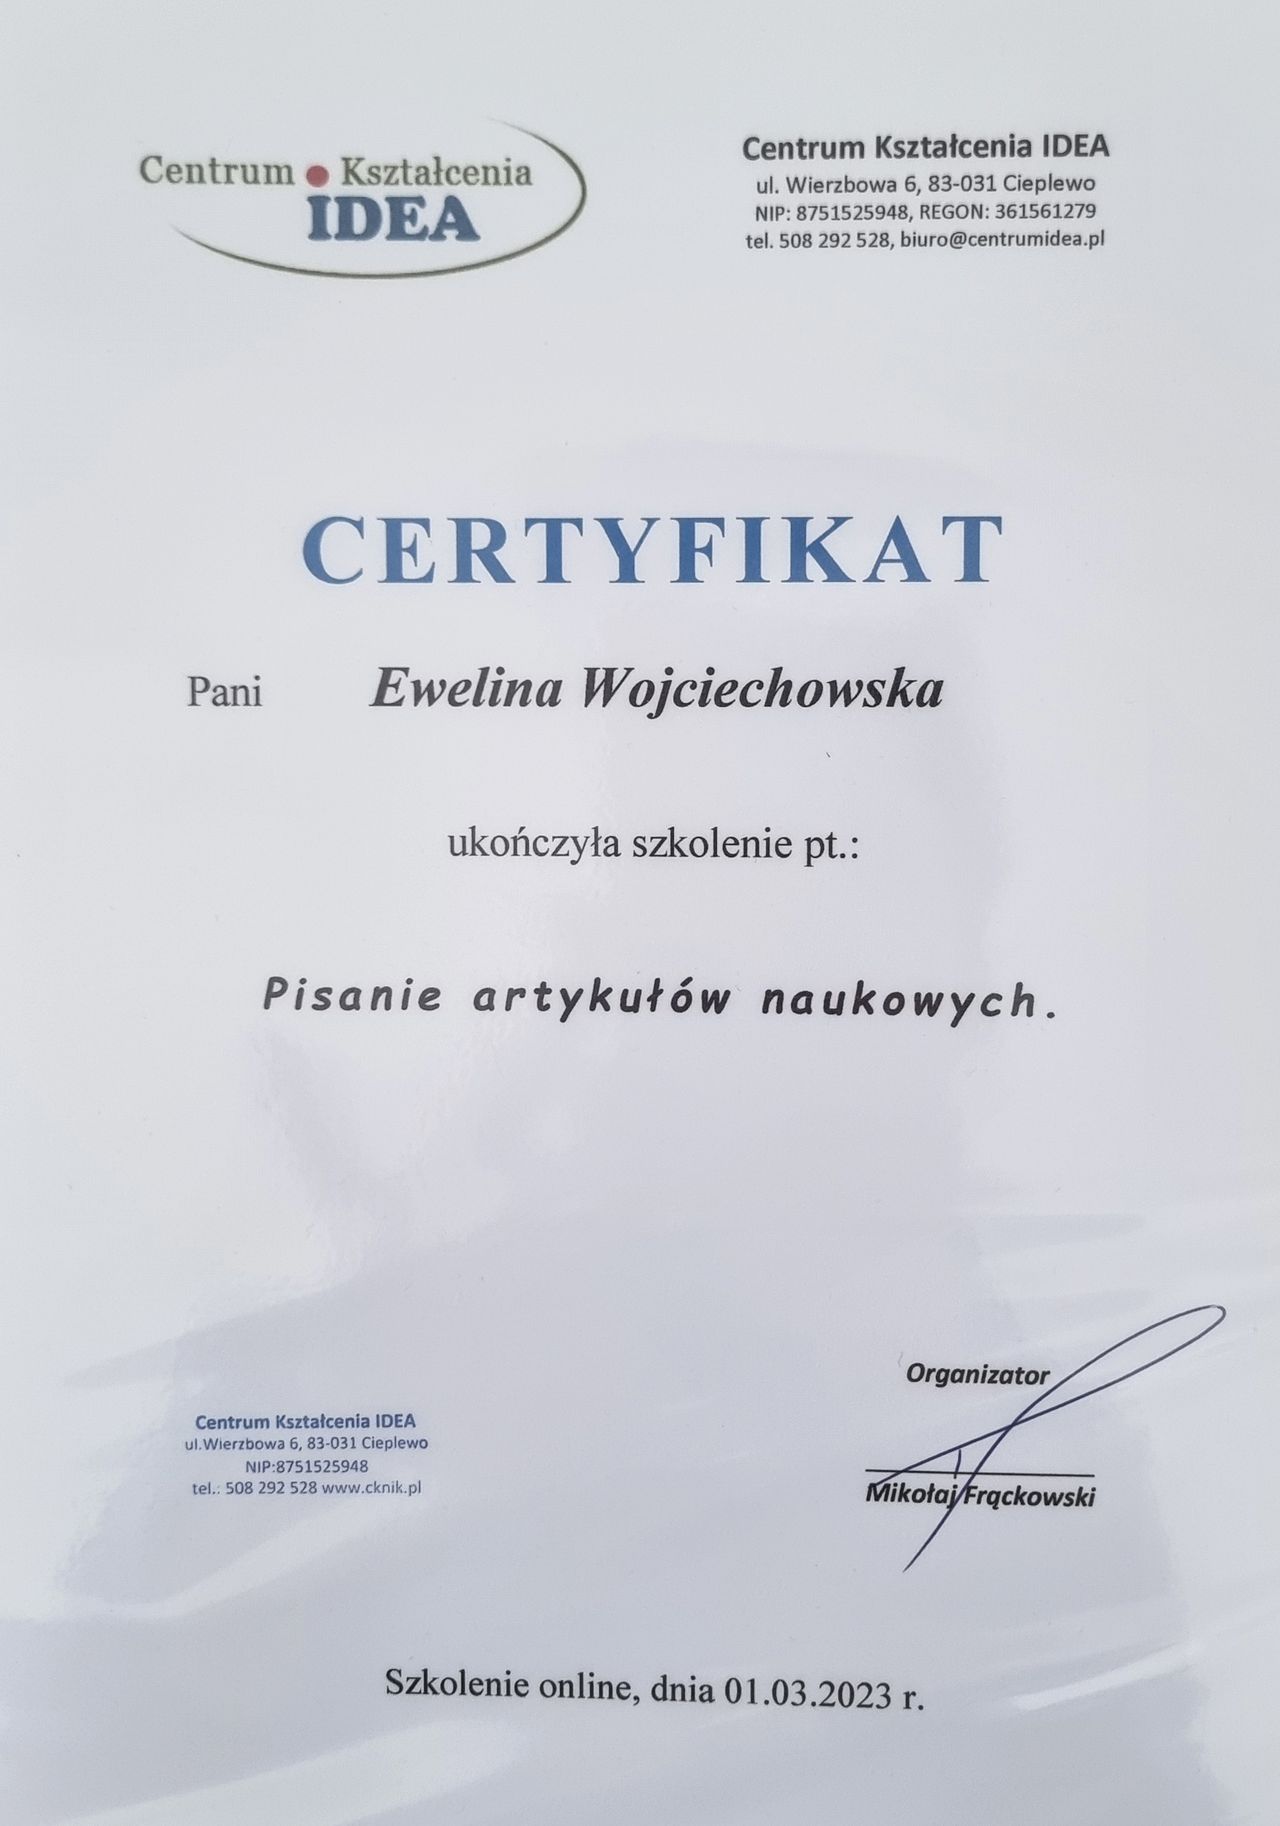 Centrum Kształcenia
IDEA
Centrum Kształcenia IDEA
ul. Wierzbowa 6, 83-031 Cieplewo
NIP: 8751525948, REGON: 361561279
tel. 508 292 528, biuro@centrumidea.pl
CERTYFIKAT
Pani Ewelina Wojciechowska
ukończyła szkolenie pt.:
Pisanie artykułów naukowych.
Organizator
Mikołaj Frąckowski
Centrum Kształcenia IDEA
ul.Wierzbowa 6, 83-031 Cieplewo
NIP:8751525948
tel.: 508 292 528 www.cknik.pl
Szkolenie online, dnia 01.03.2023 r.